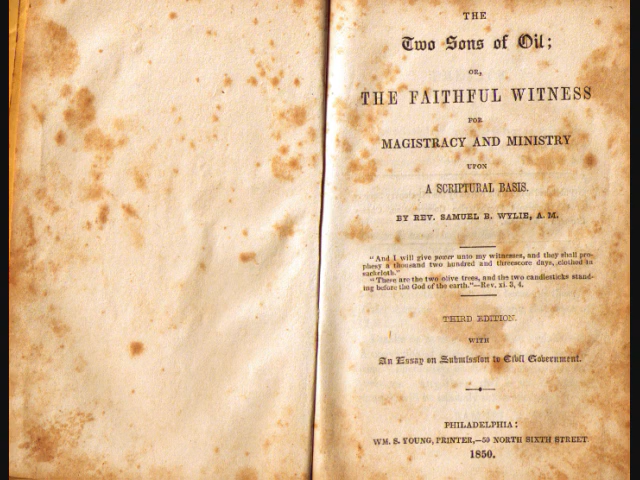 THE
Two Sons of Oil;
OR,
THE FAITHFUL WITNESS
FOR
MAGISTRACY AND MINISTRY
UPON
A SCRIPTURAL BASIS.
BY REV. SAMUEL B. WYLIE, A. M.
"And I will give power unto my witnesses, and they shall pro-
phesy a thousand two hundred and threescore days, clothed in
sackcloth."
"These are the two olive trees, and the two candlesticks stand-
ing before the God of the earth."—Rev. xi. 3, 4.
THIRD EDITION.
WITH
An Essay on Submission to Civil Government.
PHILADELPHIA:
WM. S. YOUNG, PRINTER,—50 NORTH SIXTH STREET
1850.